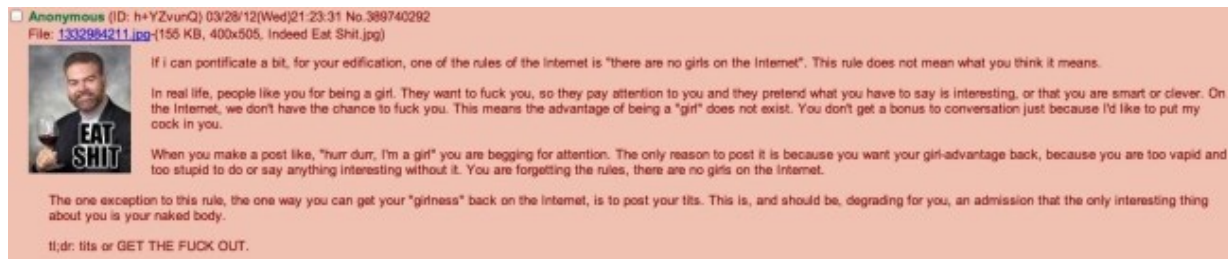 Anonymous (ID: h+YZvunQ) 03/28/12(Wed)21:23:31 No.389740292
File: 1332984211.jpg-(155 KB, 400x505, Indeed Eat Shit.jpg)
If i can pontificate a bit, for your edification, one of the rules of the Internet is "there are no girls on the Internet". This rule does not mean what you think it means.
In real life, people like you for being a girl. They want to fuck you, so they pay attention to you and they pretend what you have to say is interesting, or that you are smart or clever. On
the Internet, we don't have the chance to fuck you. This means the advantage of being a "girl" does not exist. You don't get a bonus to conversation just because I'd like to put my
cock in you.
EAT
SHIT
When you make a post like, "hurr durr, I'm a girl" you are begging for attention. The only reason to post it is because you want your girl-advantage back, because you are too vapid and
too stupid to do or say anything interesting without it. You are forgetting the rules, there are no girls on the Internet.
The one exception to this rule, the one way you can get your "girlness" back on the Internet, is to post your tits. This is, and should be, degrading for you, an admission that the only interesting thing
about you is your naked body.
tl;dr: tits or GET THE FUCK OUT.